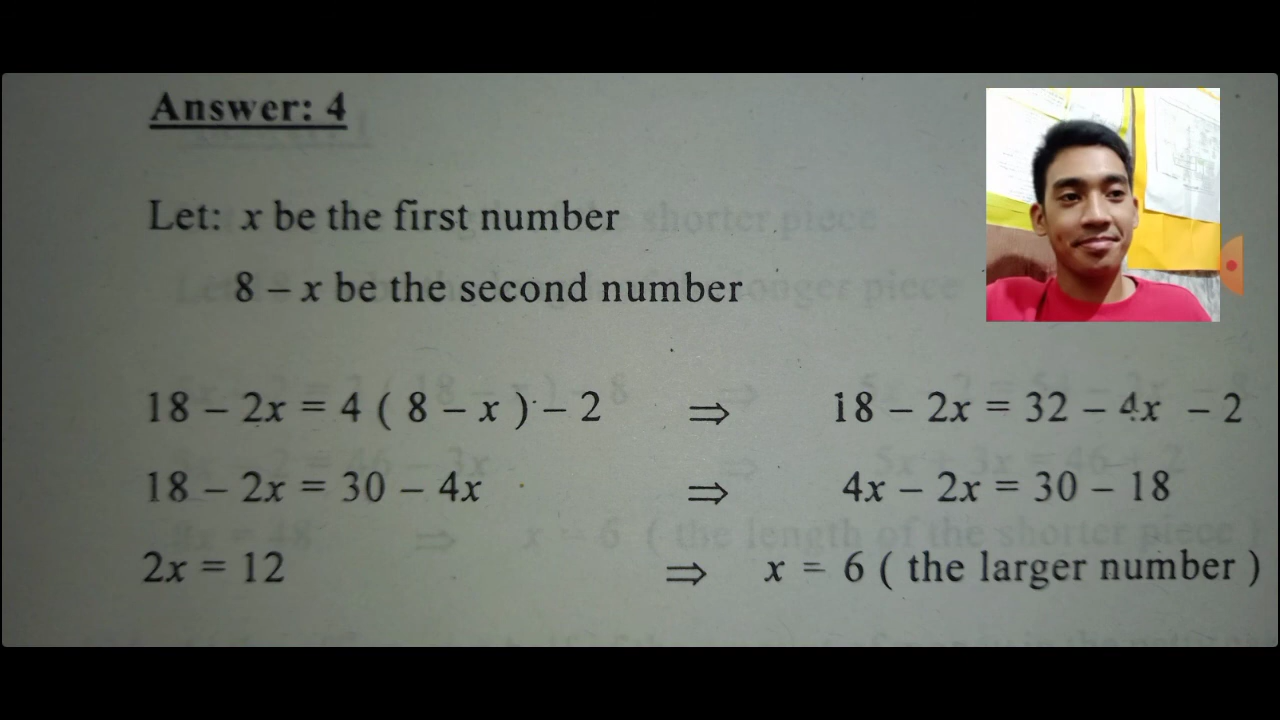 Answer: 4
Let: x be the first number
8 – x be the second number
18 – 2x = 4 ( 8 – x ) – 2 ⇒ 18 – 2x = 32 – 4x – 2
18 – 2x = 30 – 4x ⇒ 4x – 2x = 30 – 18
2x = 12 ⇒ x = 6 ( the larger number )